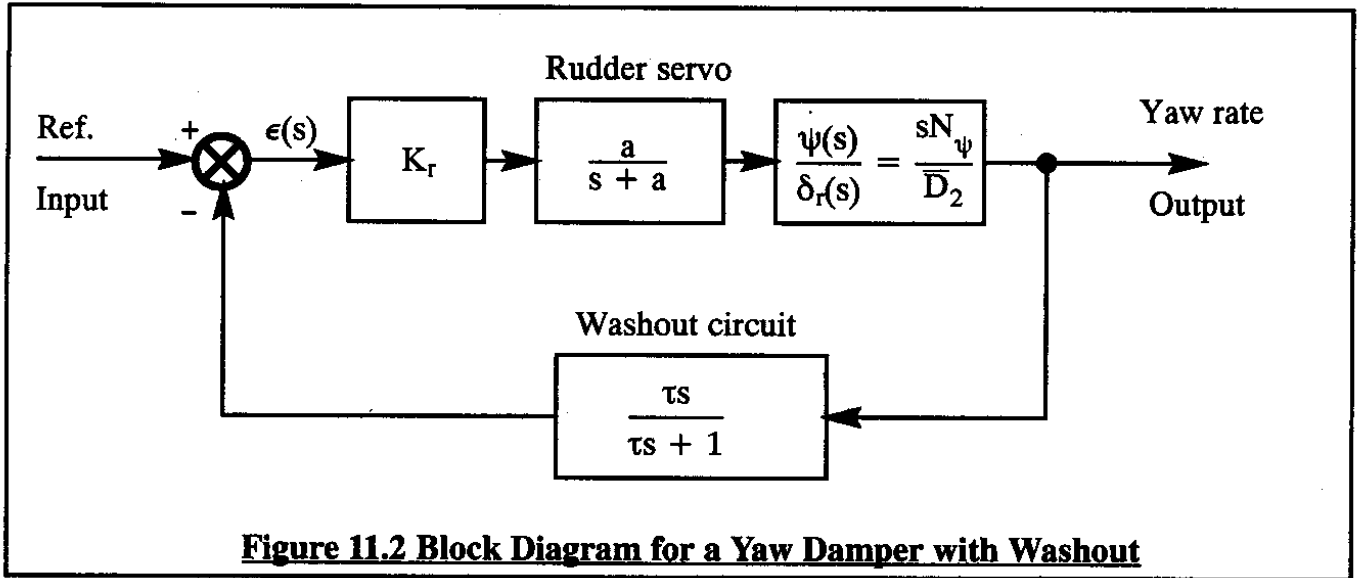 Rudder servo
Ref.
Input
+
−
ϵ(s)
K_r
a
s + a
ψ(s)
δ_r(s)
=
sN_ψ
D̅_2
Yaw rate
Output
Washout circuit
τs
τs + 1
Figure 11.2 Block Diagram for a Yaw Damper with Washout